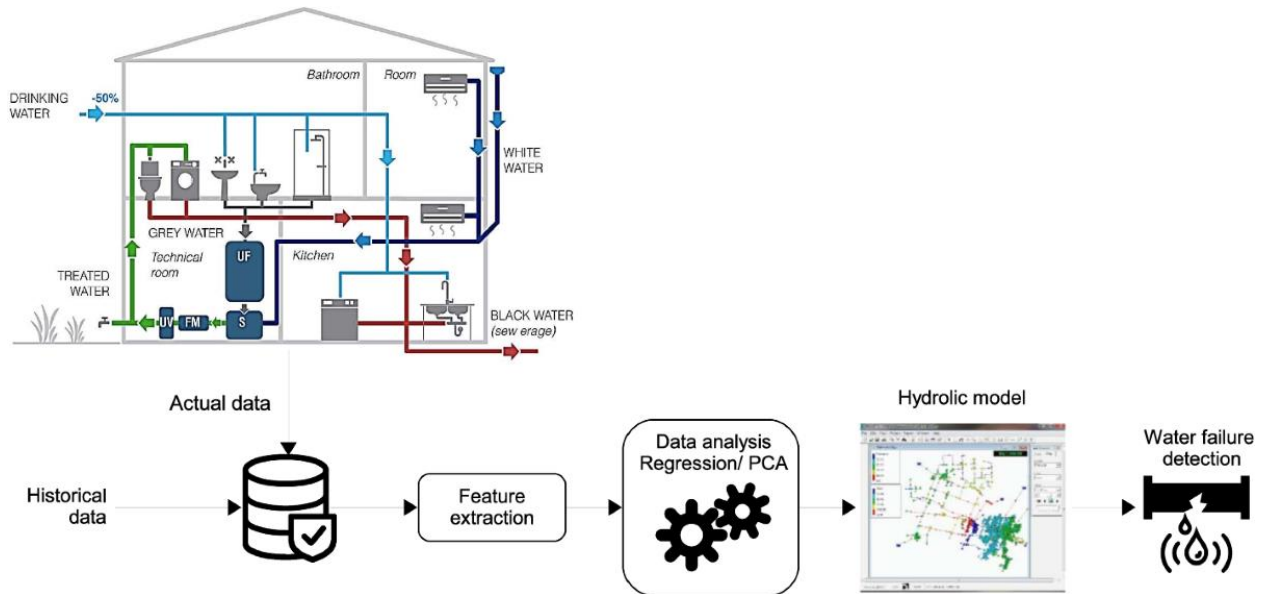 Bathroom
Room
DRINKING
WATER
-50%
WHITE
WATER
GREY WATER
Technical
room
UF
Kitchen
TREATED
WATER
UV
FM
S
BLACK WATER
(sew erage)
Actual data
Historical
data
Feature
extraction
Data analysis
Regression/ PCA
Hydrolic model
Water failure
detection